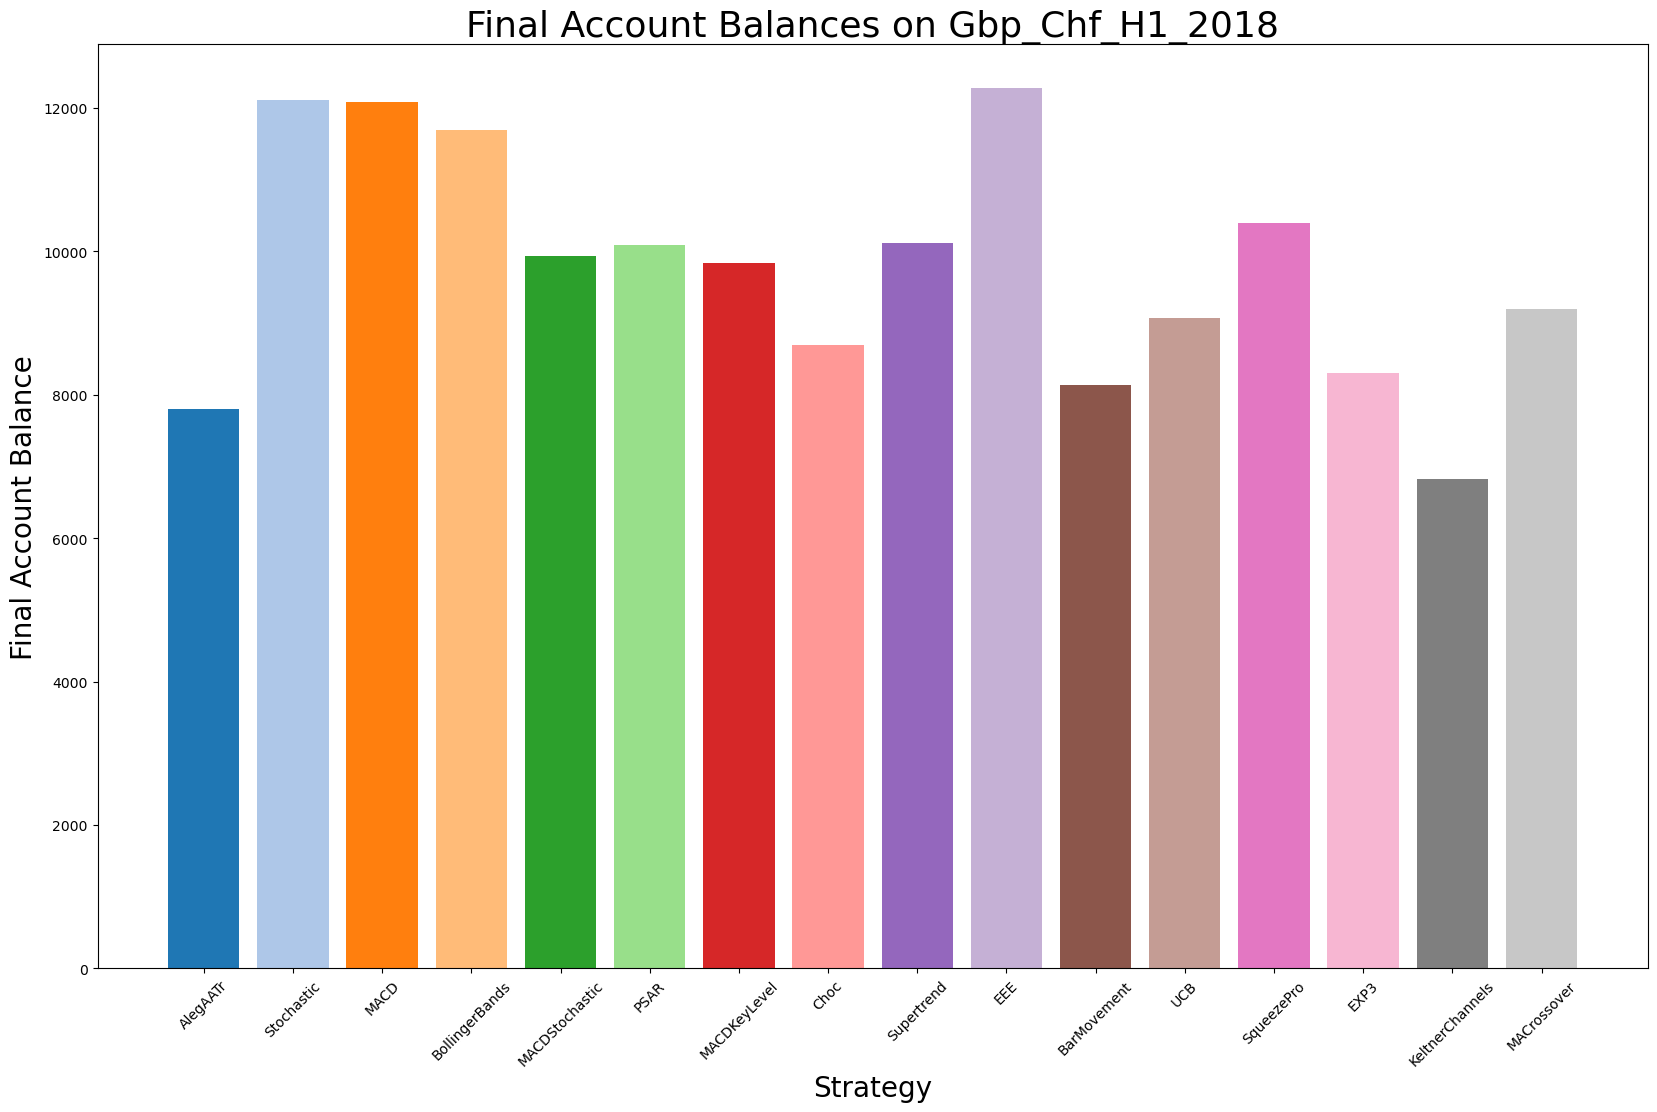 Final Account Balances on Gbp_Chf_H1_2018
Final Account Balance
12000
10000
8000
6000
4000
2000
0
AlegAATr
Stochastic
MACD
BollingerBands
MACDStochastic
PSAR
MACDKeyLevel
Choc
Supertrend
EEE
BarMovement
UCB
SqueezePro
EXP3
KeltnerChannels
MACrossover
Strategy